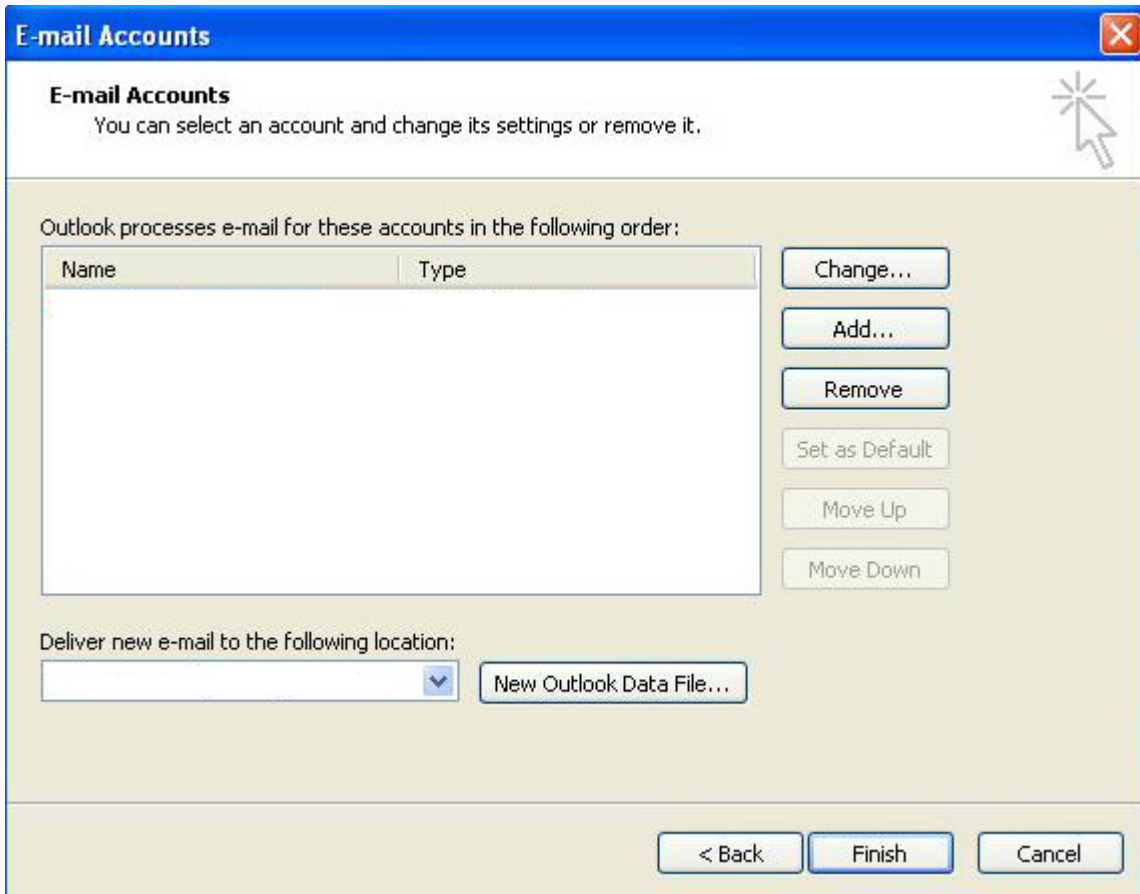 E-mail Accounts
E-mail Accounts
You can select an account and change its settings or remove it.
Outlook processes e-mail for these accounts in the following order:
Name Type
Change...
Add...
Remove
Set as Default
Move Up
Move Down
Deliver new e-mail to the following location:
New Outlook Data File...
< Back Finish Cancel